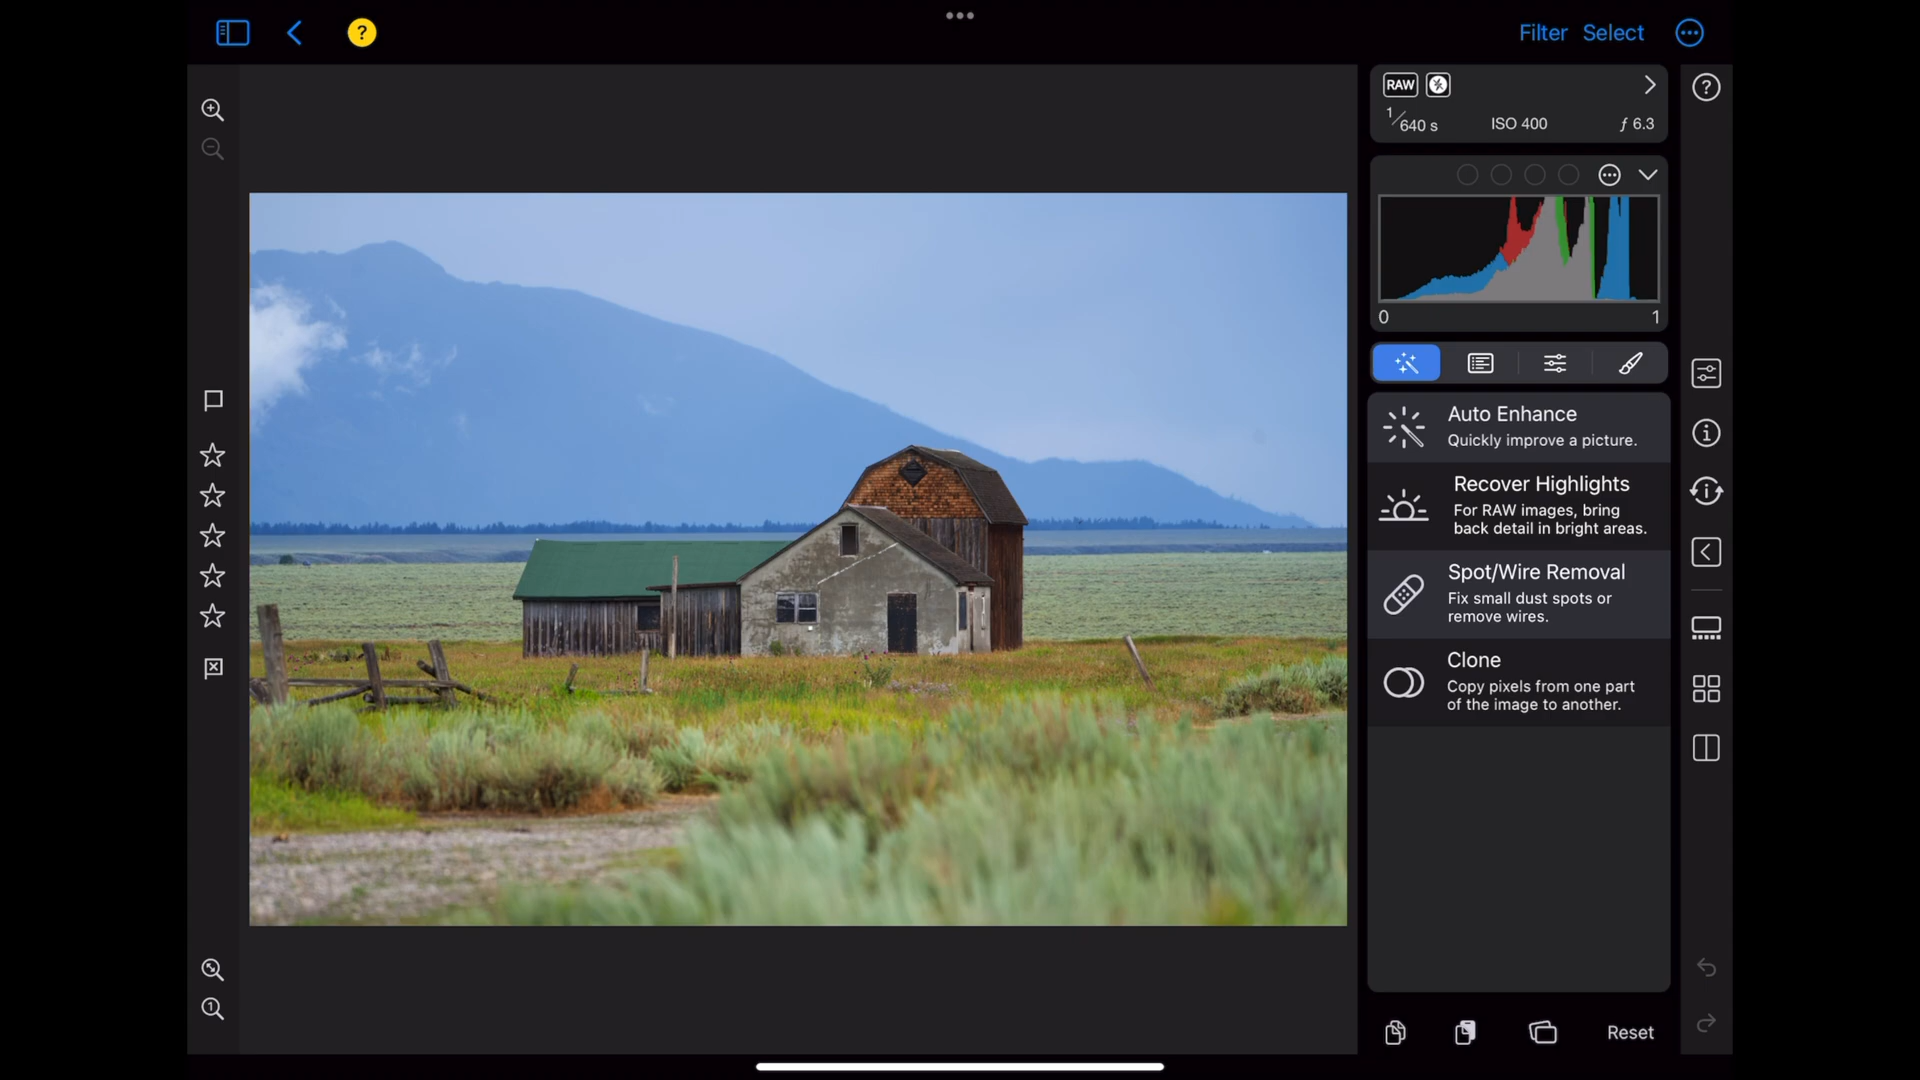 Filter Select
RAW
1/640 s ISO 400 ƒ 6.3
0 1
Auto Enhance
Quickly improve a picture.
Recover Highlights
For RAW images, bring
back detail in bright areas.
Spot/Wire Removal
Fix small dust spots or
remove wires.
Clone
Copy pixels from one part
of the image to another.
Reset